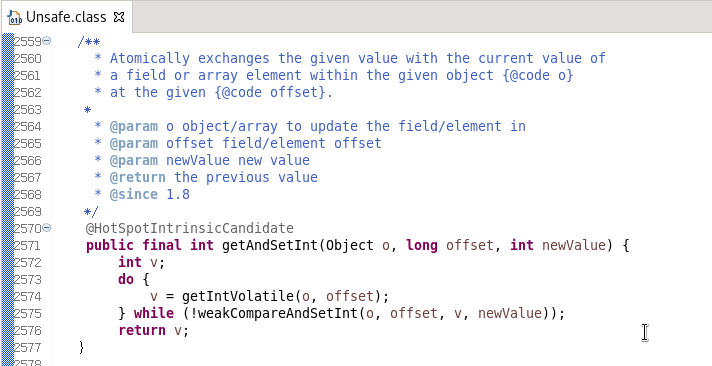 Unsafe.class
2559 /**
2560 * Atomically exchanges the given value with the current value of
2561 * a field or array element within the given object {@code o}
2562 * at the given {@code offset}.
2563 *
2564 * @param o object/array to update the field/element in
2565 * @param offset field/element offset
2566 * @param newValue new value
2567 * @return the previous value
2568 * @since 1.8
2569 */
2570 @HotSpotIntrinsicCandidate
2571 public final int getAndSetInt(Object o, long offset, int newValue) {
2572 int v;
2573 do {
2574 v = getIntVolatile(o, offset);
2575 } while (!weakCompareAndSetInt(o, offset, v, newValue));
2576 return v;
2577 }
2578